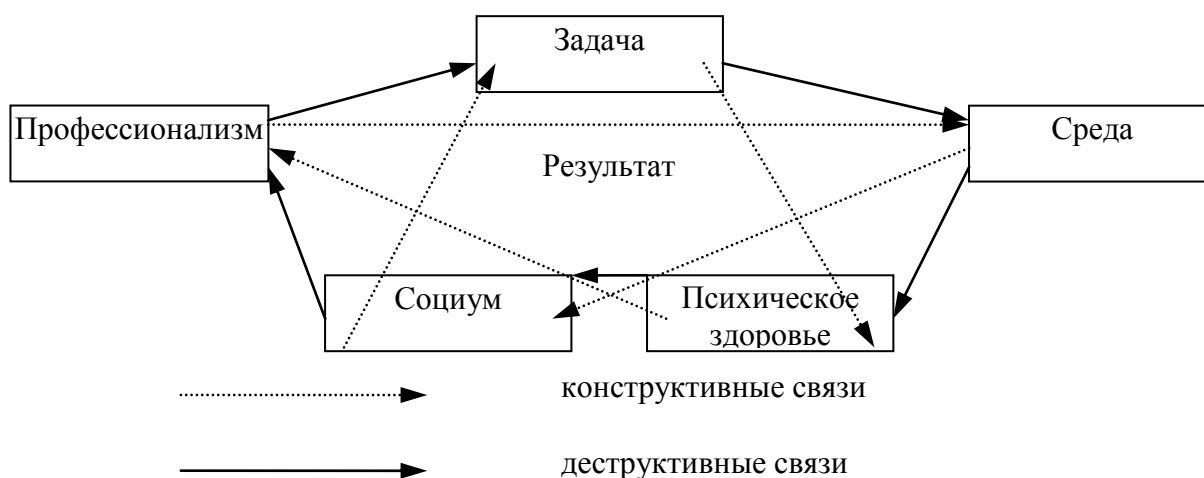 Задача
Профессионализм
Среда
Результат
Социум
Психическое
здоровье
конструктивные связи
деструктивные связи